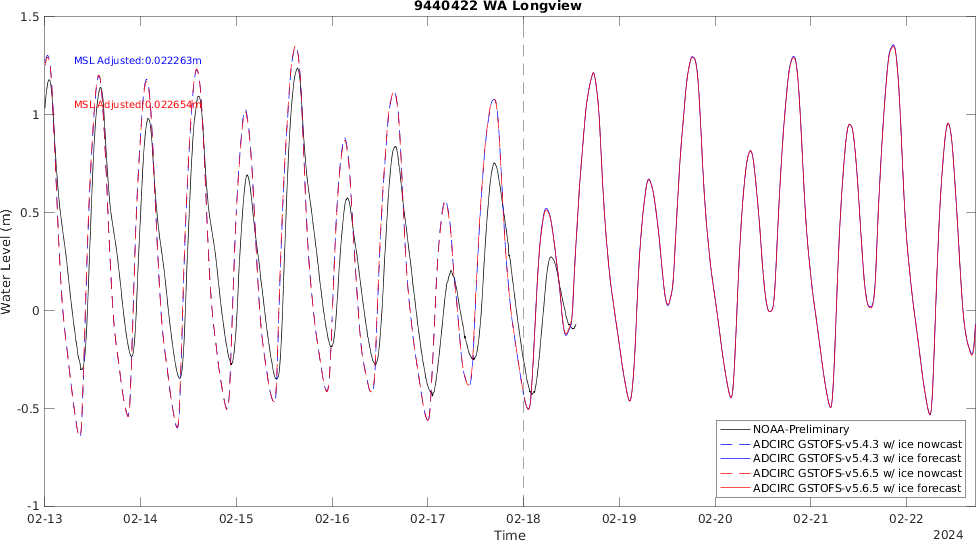 9440422 WA Longview
MSL Adjusted:0.022263m
MSL Adjusted:0.022654m
Water Level (m)
1.5
1
0.5
0
-0.5
-1
NOAA-Preliminary
ADCIRC GSTOFS-v5.4.3 w/ ice nowcast
ADCIRC GSTOFS-v5.4.3 w/ ice forecast
ADCIRC GSTOFS-v5.6.5 w/ ice nowcast
ADCIRC GSTOFS-v5.6.5 w/ ice forecast
02-13 02-14 02-15 02-16 02-17 02-18 02-19 02-20 02-21 02-22
Time
2024